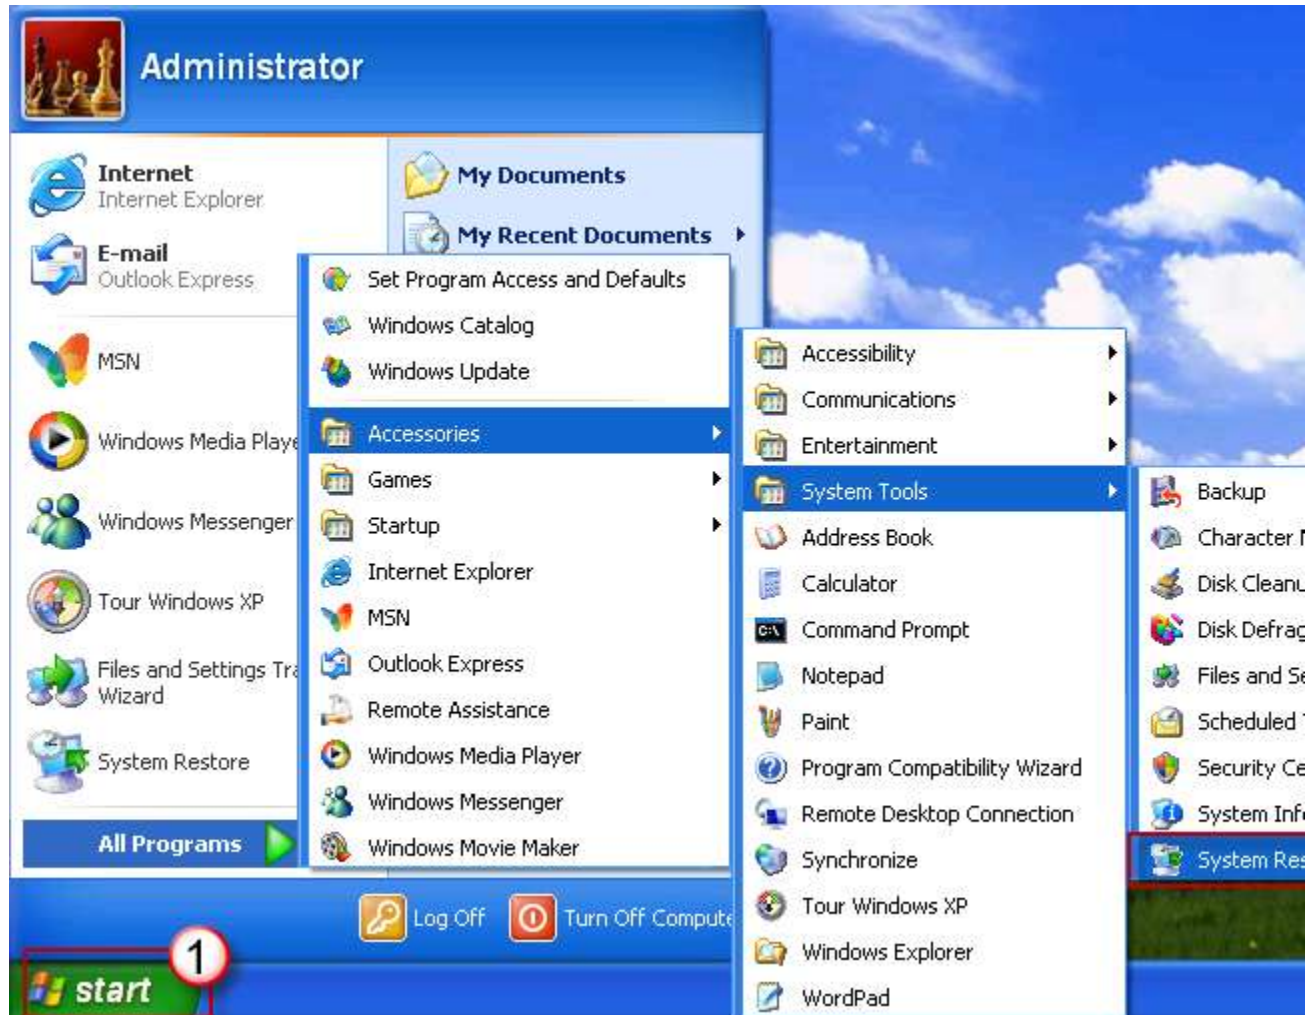 Administrator
Internet
Internet Explorer
E-mail
Outlook Express
MSN
Windows Media Playe
Windows Messenger
Tour Windows XP
Files and Settings Tra
Wizard
System Restore
All Programs
My Documents
My Recent Documents
Set Program Access and Defaults
Windows Catalog
Windows Update
Accessories
Games
Startup
Internet Explorer
MSN
Outlook Express
Remote Assistance
Windows Media Player
Windows Messenger
Windows Movie Maker
Accessibility
Communications
Entertainment
System Tools
Address Book
Calculator
Command Prompt
Notepad
Paint
Program Compatibility Wizard
Remote Desktop Connection
Synchronize
Tour Windows XP
Windows Explorer
WordPad
Backup
Character
Disk Cleanu
Disk Defrag
Files and Se
Scheduled
Security Ce
System Inf
System Res
Log Off
Turn Off Compute
1
start